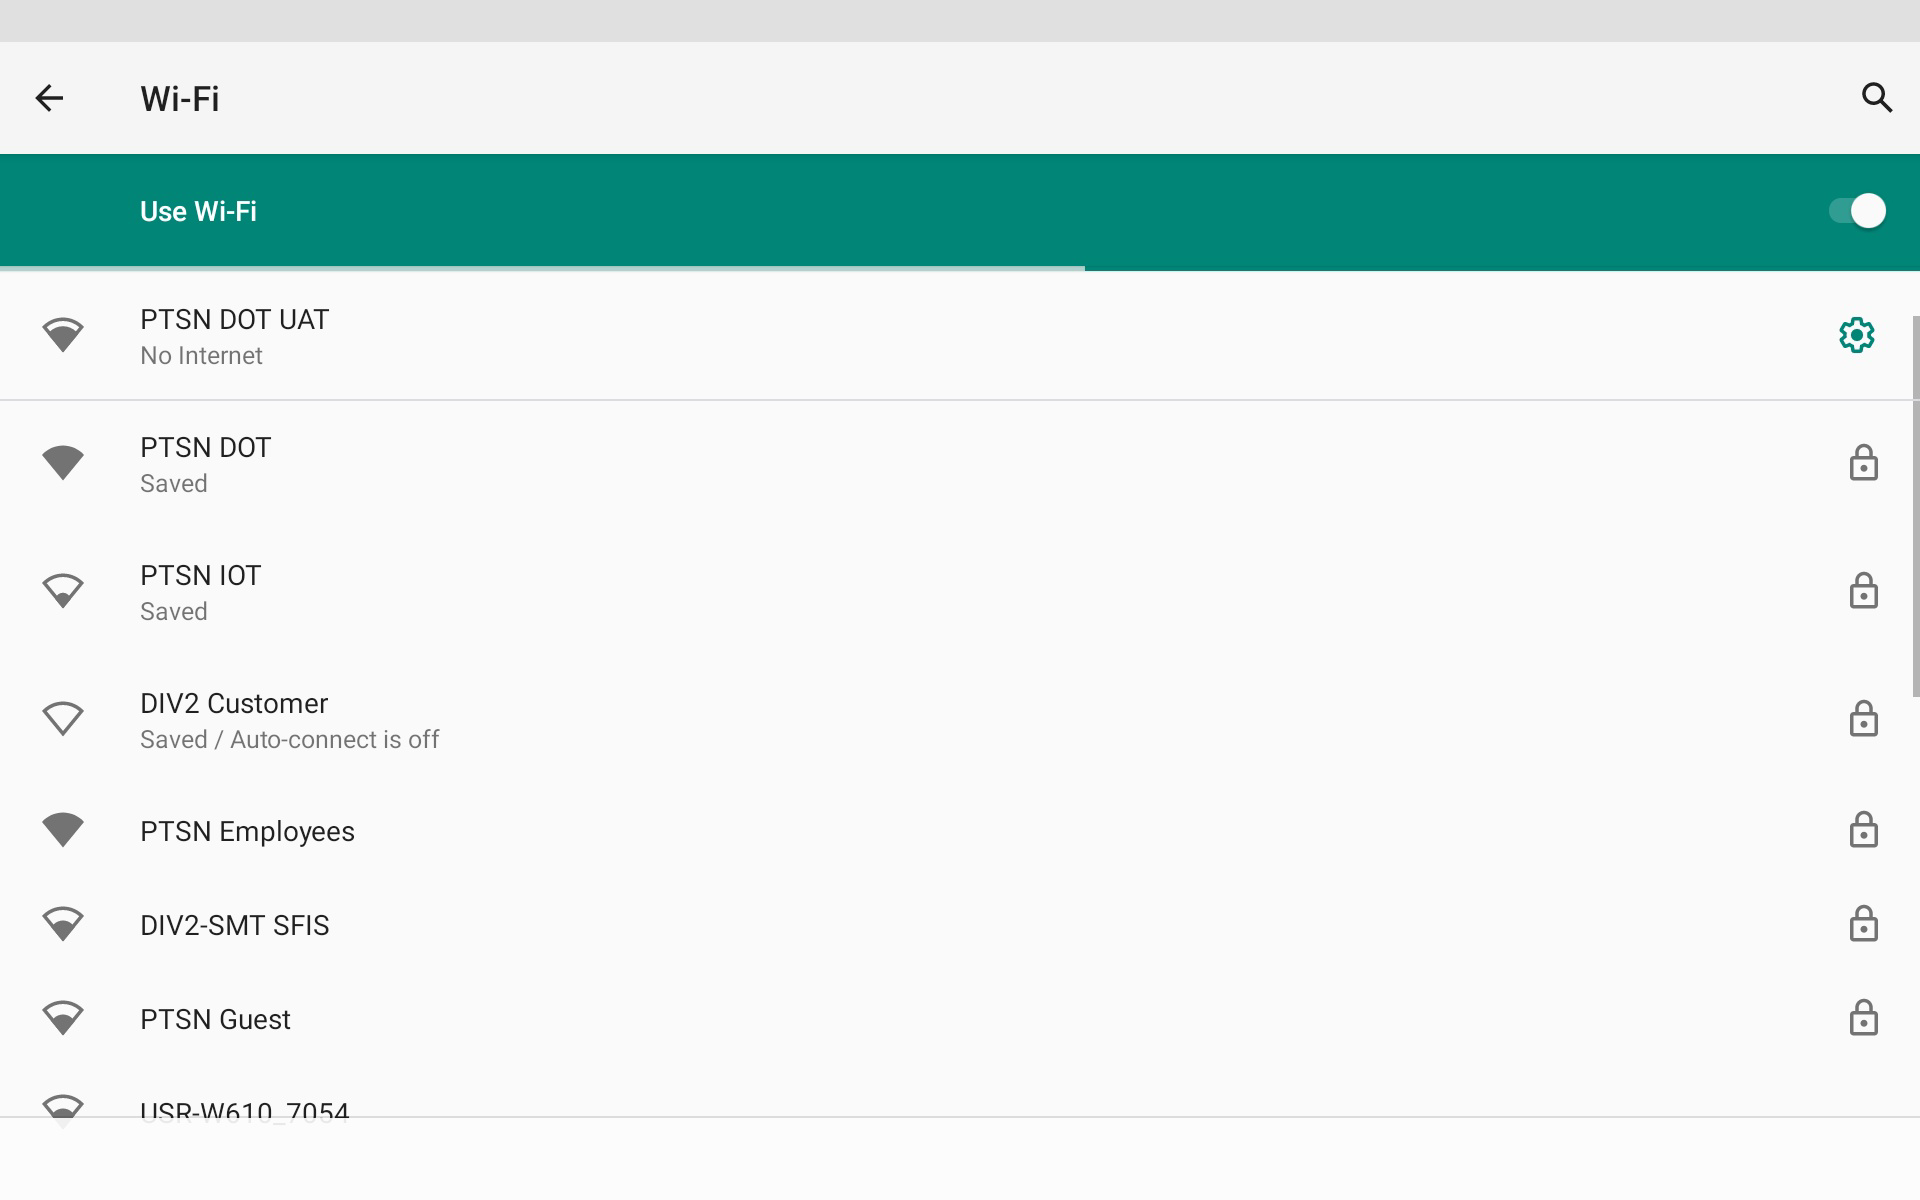 Wi-Fi
Use Wi-Fi
PTSN DOT UAT
No Internet
PTSN DOT
Saved
PTSN IOT
Saved
DIV2 Customer
Saved / Auto-connect is off
PTSN Employees
DIV2-SMT SFIS
PTSN Guest
USR-W610_7054